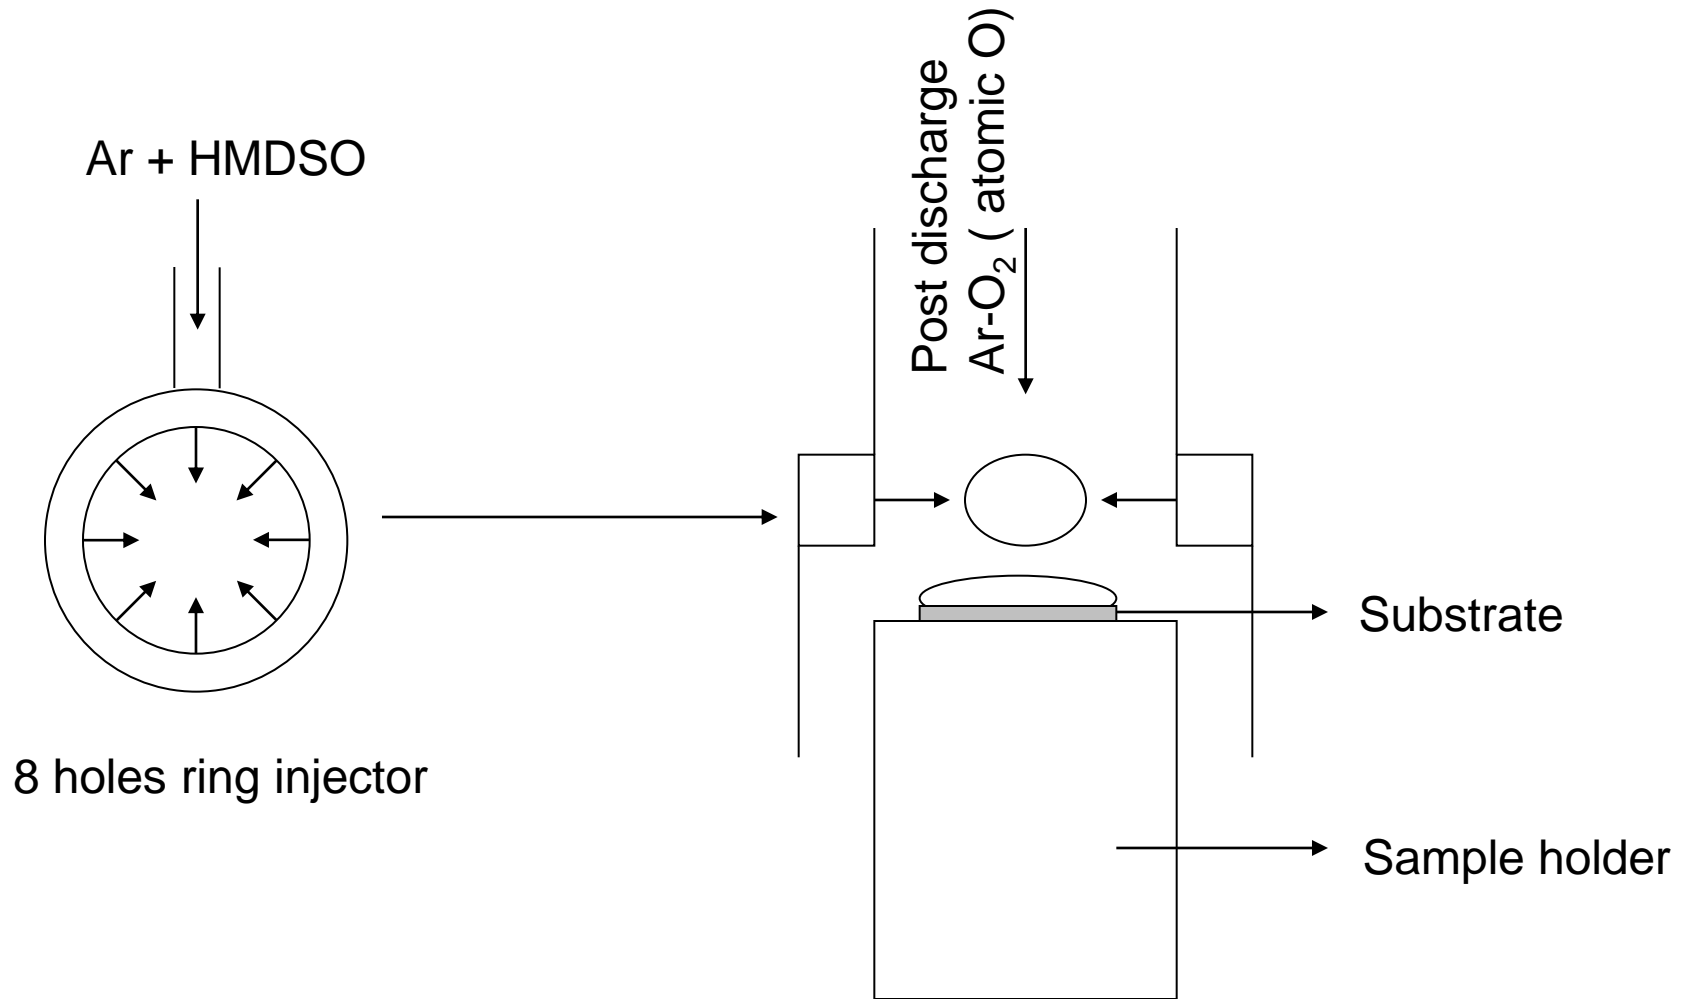 Ar + HMDSO
Post discharge
Ar-O₂ ( atomic O)
Substrate
8 holes ring injector
Sample holder